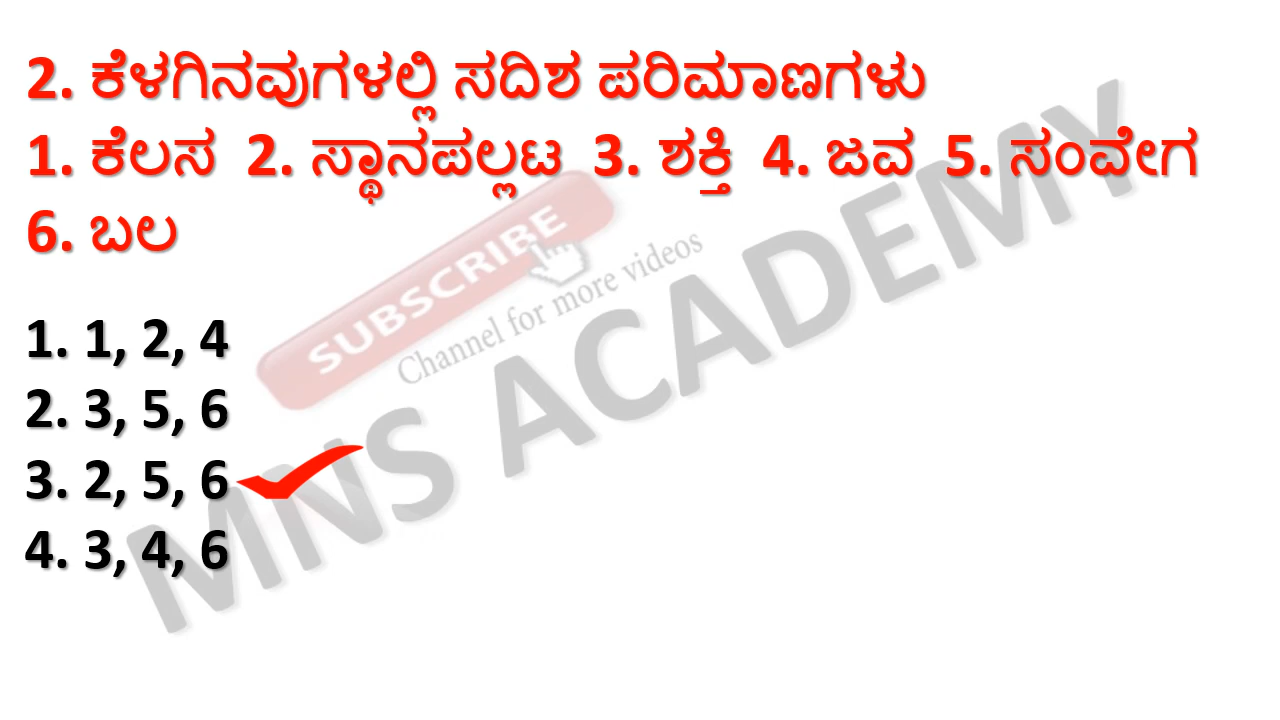 2. ಕೆಳಗಿನವುಗಳಲ್ಲಿ ಸದಿಶ ಪರಿಮಾಣಗಳು
1. ಕೆಲಸ 2. ಸ್ಥಾನಪಲ್ಲಟ 3. ಶಕ್ತಿ 4. ಜವ 5. ಸಂವೇಗ
6. ಬಲ
1. 1, 2, 4
2. 3, 5, 6
3. 2, 5, 6
4. 3, 4, 6
SUBSCRIBE
Channel for more videos
MNS ACADEMY